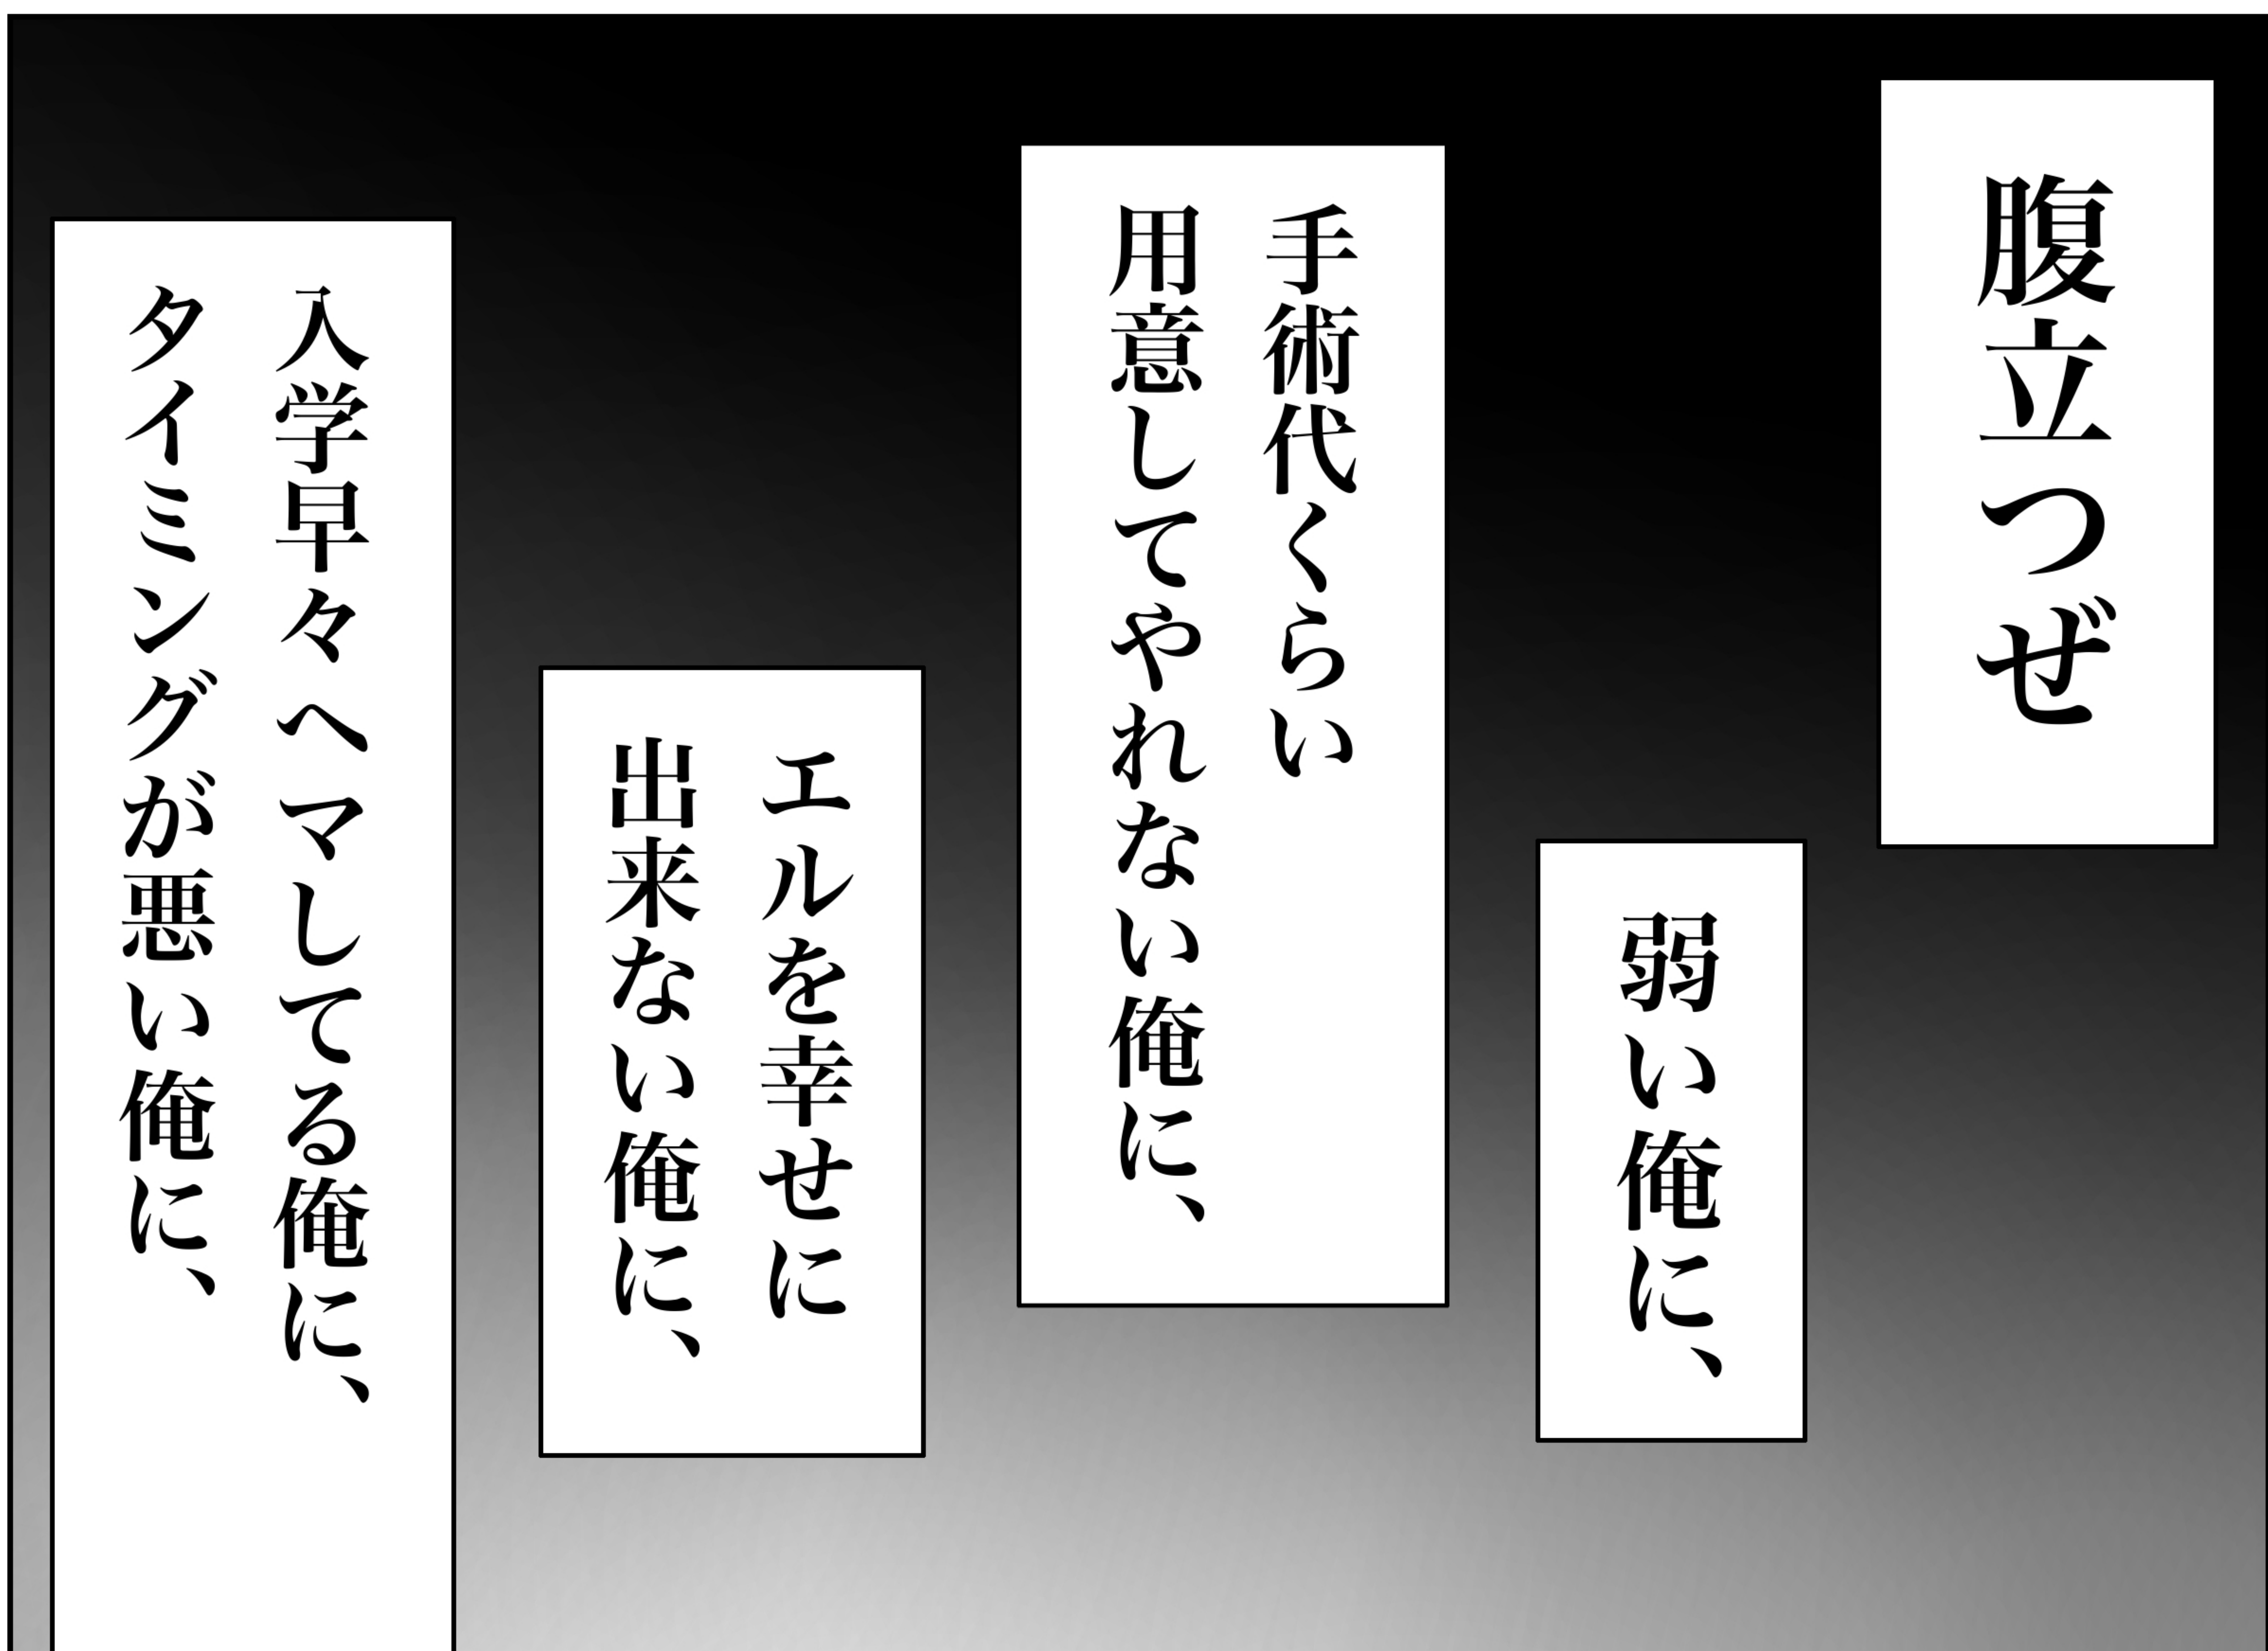 腹立つぜ
弱い俺に、
手術代くらい
用意してやれない俺に、
エルを幸せに
出来ない俺に、
入学早々ヘマしてる俺に、
タイミングが悪い俺に、